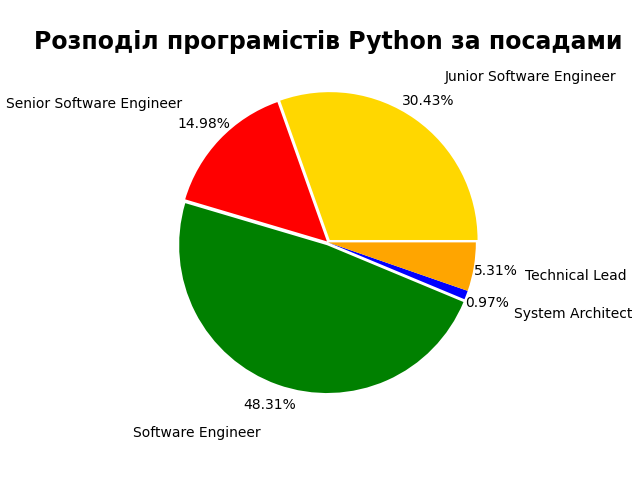 Розподіл програмістів Python за посадами
Junior Software Engineer
30.43%
Senior Software Engineer
14.98%
5.31%
Technical Lead
0.97%
System Architect
48.31%
Software Engineer